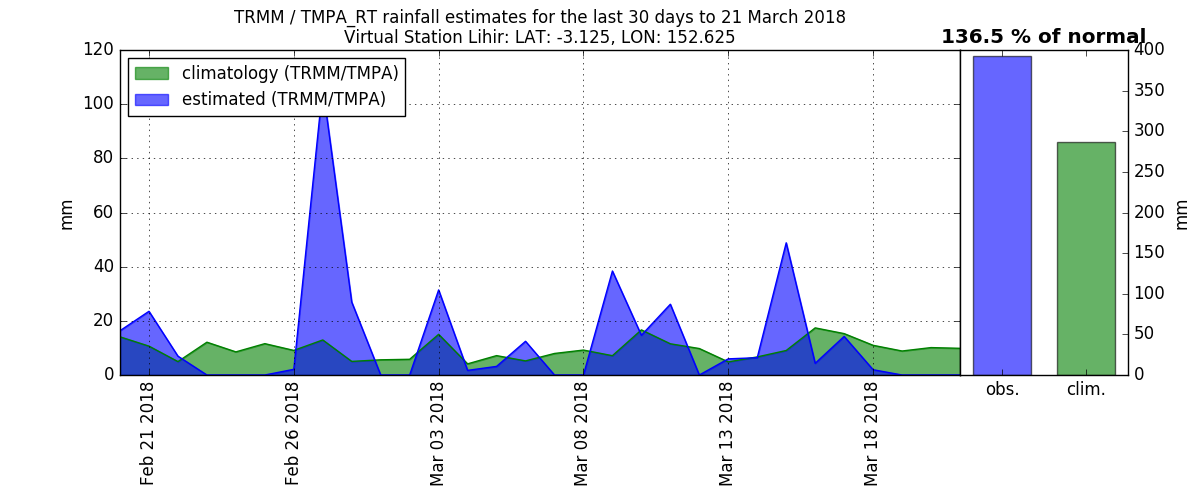 TRMM / TMPA_RT rainfall estimates for the last 30 days to 21 March 2018
Virtual Station Lihir: LAT: -3.125, LON: 152.625
136.5 % of normal
climatology (TRMM/TMPA)
estimated (TRMM/TMPA)
120
100
80
60
40
20
0
mm
Feb 21 2018
Feb 26 2018
Mar 03 2018
Mar 08 2018
Mar 13 2018
Mar 18 2018
400
350
300
250
200
150
100
50
0
mm
obs.
clim.